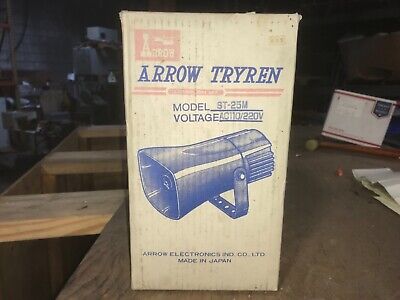 ARROW
ARROW TRYREN
MODEL ST-25M
VOLTAGE AC110/220V
ARROW ELECTRONICS IND. CO., LTD.
MADE IN JAPAN